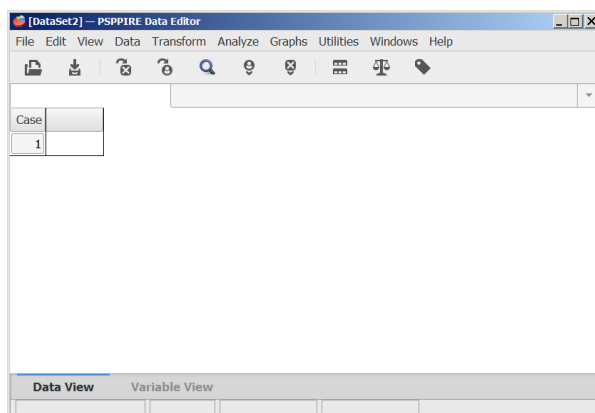 [DataSet2] — PSPPIRE Data Editor
File Edit View Data Transform Analyze Graphs Utilities Windows Help
Case
1
Data View Variable View